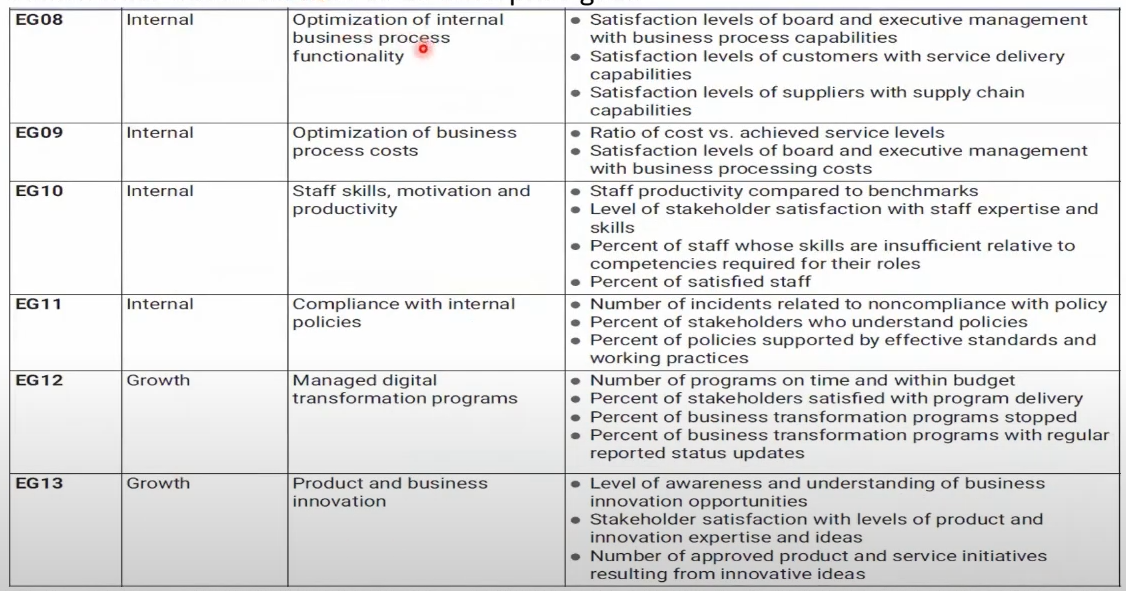 EG08
Internal
Optimization of internal
business process
functionality
• Satisfaction levels of board and executive management
with business process capabilities
• Satisfaction levels of customers with service delivery
capabilities
• Satisfaction levels of suppliers with supply chain
capabilities
EG09
Internal
Optimization of business
process costs
• Ratio of cost vs. achieved service levels
• Satisfaction levels of board and executive management
with business processing costs
EG10
Internal
Staff skills, motivation and
productivity
• Staff productivity compared to benchmarks
• Level of stakeholder satisfaction with staff expertise and
skills
• Percent of staff whose skills are insufficient relative to
competencies required for their roles
• Percent of satisfied staff
EG11
Internal
Compliance with internal
policies
• Number of incidents related to noncompliance with policy
• Percent of stakeholders who understand policies
• Percent of policies supported by effective standards and
working practices
EG12
Growth
Managed digital
transformation programs
• Number of programs on time and within budget
• Percent of stakeholders satisfied with program delivery
• Percent of business transformation programs stopped
• Percent of business transformation programs with regular
reported status updates
EG13
Growth
Product and business
innovation
• Level of awareness and understanding of business
innovation opportunities
• Stakeholder satisfaction with levels of product and
innovation expertise and ideas
• Number of approved product and service initiatives
resulting from innovative ideas